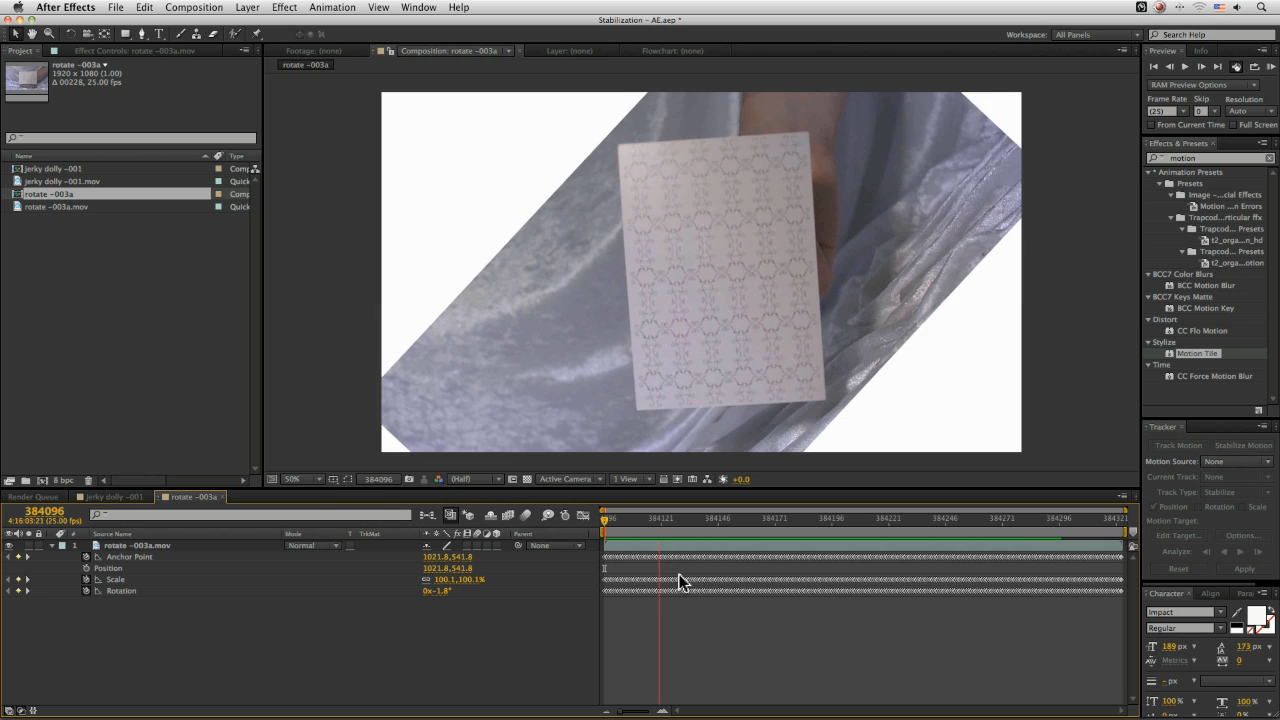 After Effects File Edit Composition Layer Effect Animation View Window Help
Stabilization – AE.aep *
Workspace: All Panels
Search Help
Project Effect Controls: rotate –003a.mov
Footage: (none) Composition: rotate –003a Layer: (none) Flowchart: (none)
Preview Info
rotate –003a
1920 x 1080 (1.00)
Δ 00228, 25.00 fps
rotate –003a
RAM Preview Options
Frame Rate Skip Resolution
(25) 0 Auto
From Current Time Full Screen
Effects & Presets
motion
Name Type
jerky dolly –001 Comp
jerky dolly –001.mov Quick
rotate –003a Comp
rotate –003a.mov Quick
* Animation Presets
Presets
Image –...cial Effects
Motion ...n Errors
Trapcod...rticular ffx
Trapcod... Presets
t2_orga...n_hd
Trapcod... Presets
t2_orga...otion
BCC7 Color Blurs
BCC Motion Blur
BCC7 Keys Matte
BCC Motion Key
Distort
CC Flo Motion
Stylize
Motion Tile
Time
CC Force Motion Blur
Tracker
Track Motion Stabilize Motion
Motion Source: None
Current Track: None
Track Type: Stabilize
Position Rotation Scale
Motion Target:
Edit Target... Options...
Analyze:
Reset Apply
8 bpc
50% 384096 (Half) Active Camera 1 View +0.0
Render Queue jerky dolly –001 rotate –003a
384096
4:16:03:21 (25.00 fps)
96 384121 384146 384171 384196 384221 384246 384271 384296 384321
# Source Name Mode T TrkMat Parent
1 rotate –003a.mov Normal None
Anchor Point 1021.8,541.8
Position 1021.8,541.8
Scale 100.1,100.1%
Rotation 0x–1.8°
Character Align Para
Impact
Regular
189 px 173 px
Metrics 0
– px
100 % 100 %
0 px 0 %